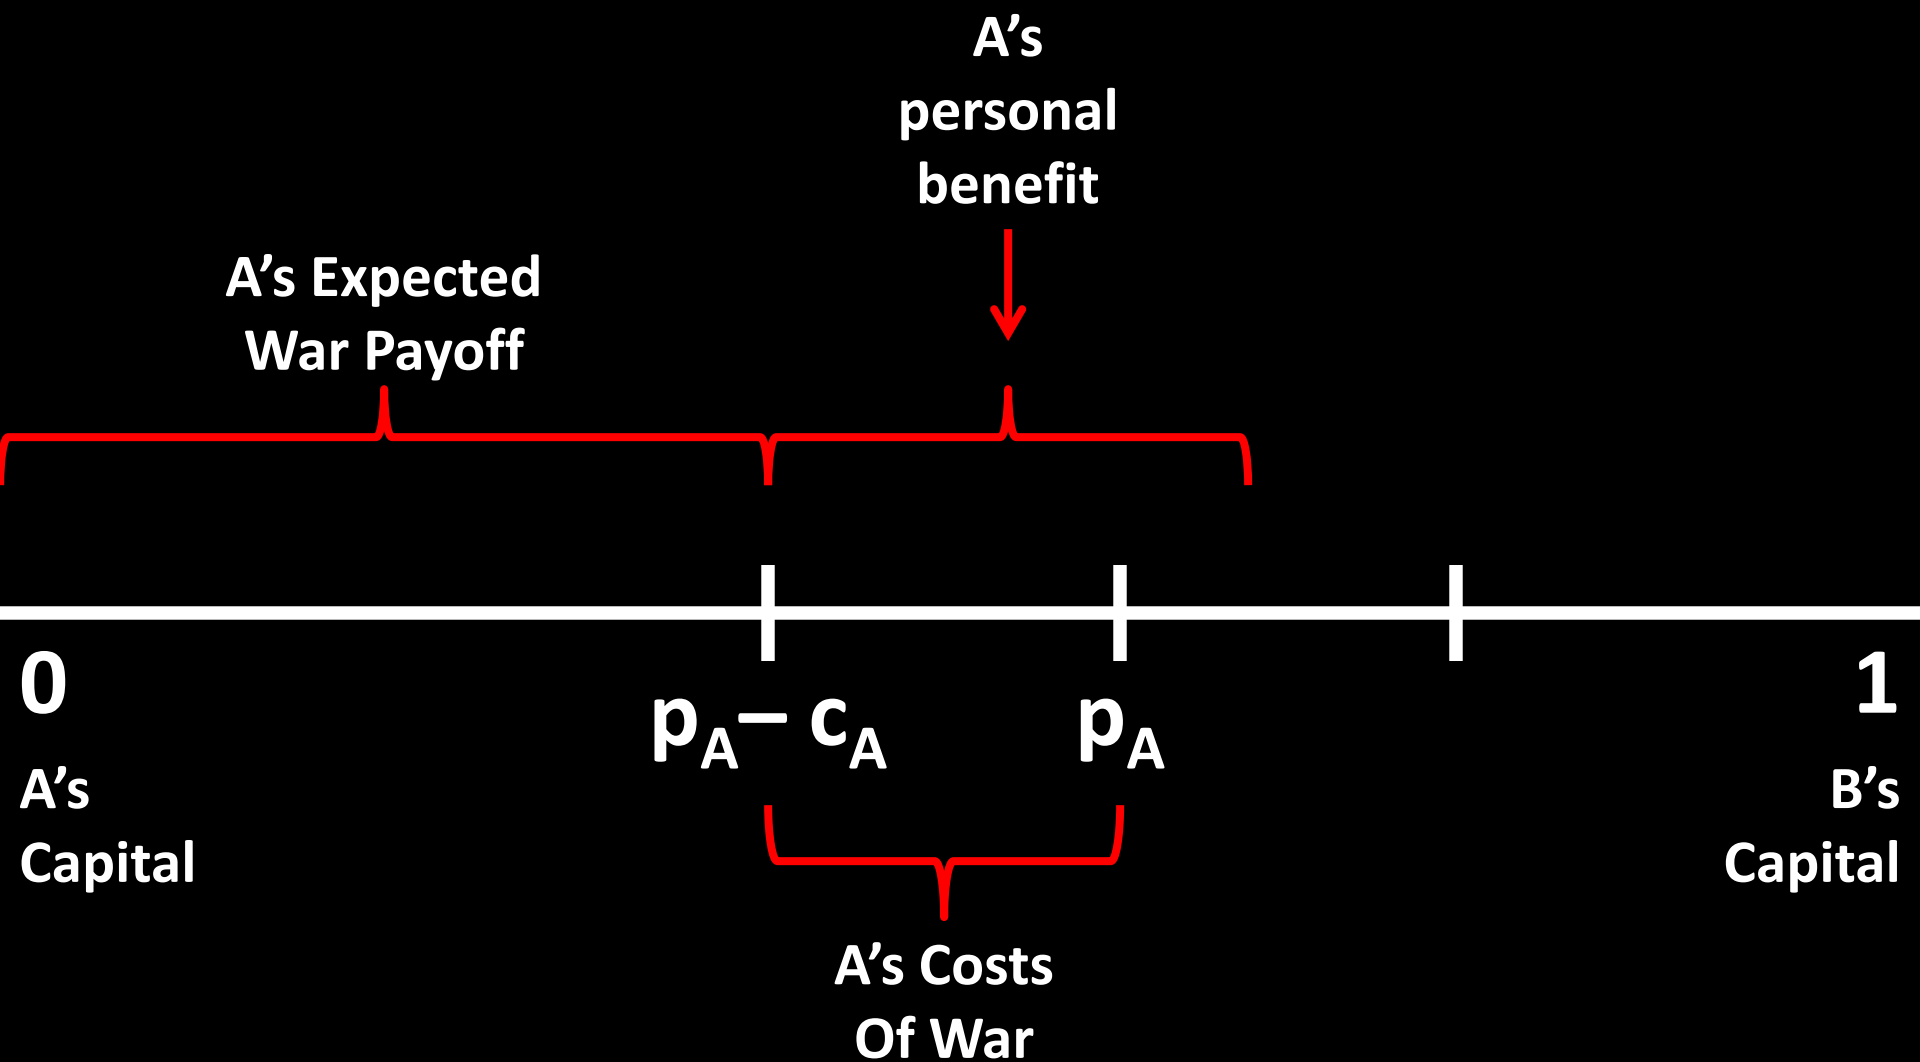 A’s
personal
benefit
A’s Expected
War Payoff
0
1
pA– cA
pA
A’s
Capital
B’s
Capital
A’s Costs
Of War